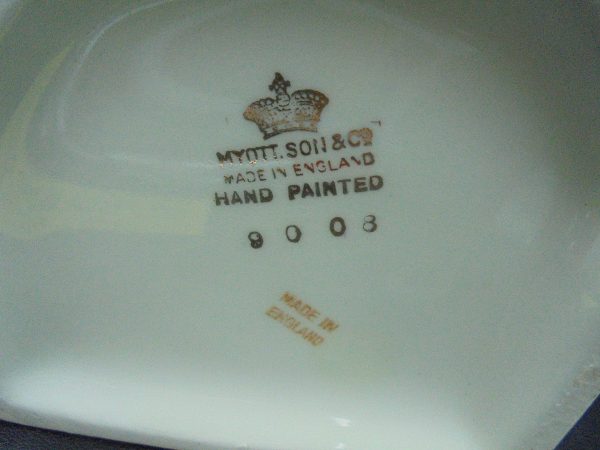 MYOTT. SON & Co
MADE IN ENGLAND
HAND PAINTED
9008
MADE IN
ENGLAND